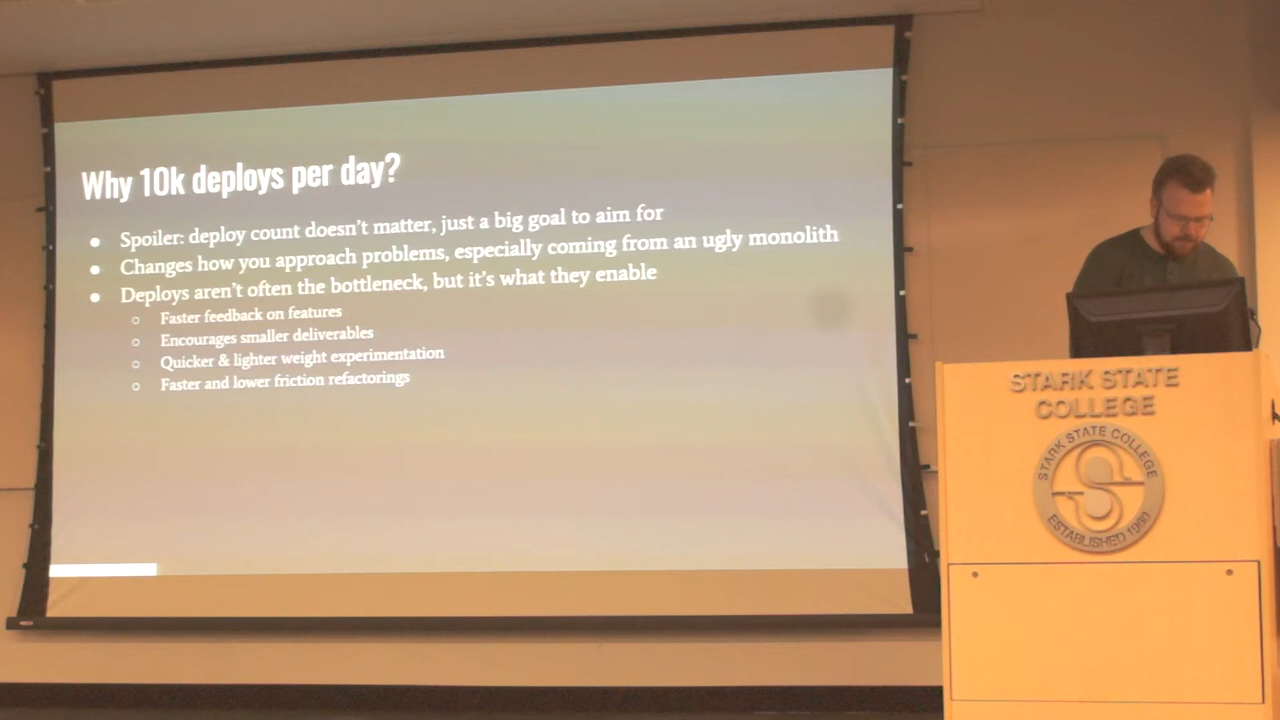 Why 10k deploys per day?
● Spoiler: deploy count doesn't matter, just a big goal to aim for
● Changes how you approach problems, especially coming from an ugly monolith
● Deploys aren't often the bottleneck, but it's what they enable
○ Faster feedback on features
○ Encourages smaller deliverables
○ Quicker & lighter weight experimentation
○ Faster and lower friction refactorings
STARK STATE
COLLEGE
STARK STATE COLLEGE
ESTABLISHED 1960